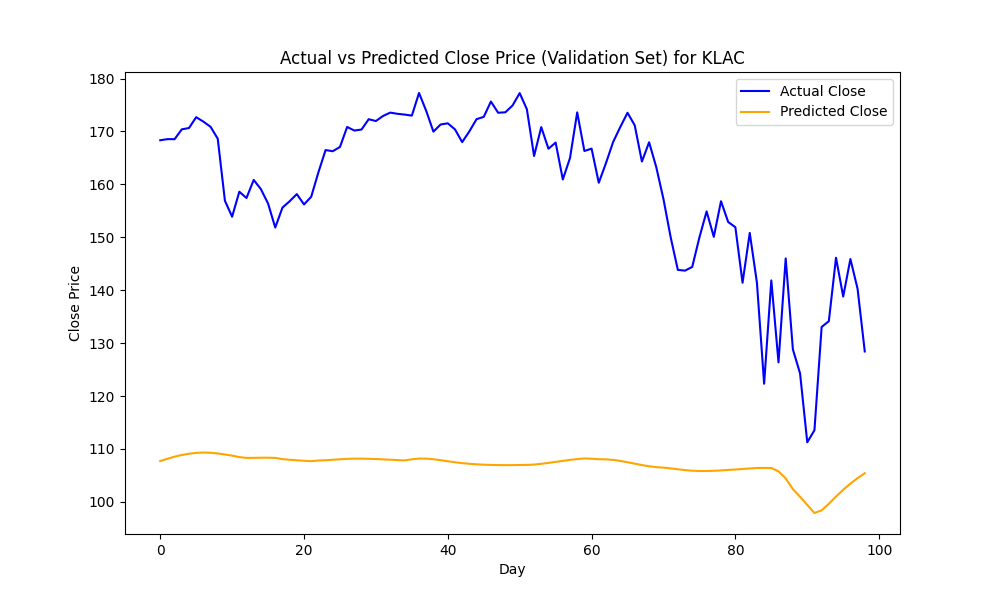 Actual vs Predicted Close Price (Validation Set) for KLAC
Actual Close
Predicted Close
Close Price
180
170
160
150
140
130
120
110
100
0 20 40 60 80 100
Day